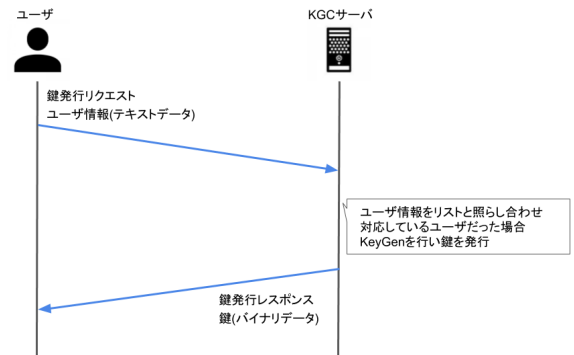 ユーザ
KGCサーバ
鍵発行リクエスト
ユーザ情報(テキストデータ)
ユーザ情報をリストと照らし合わせ
対応しているユーザだった場合
KeyGenを行い鍵を発行
鍵発行レスポンス
鍵(バイナリデータ)